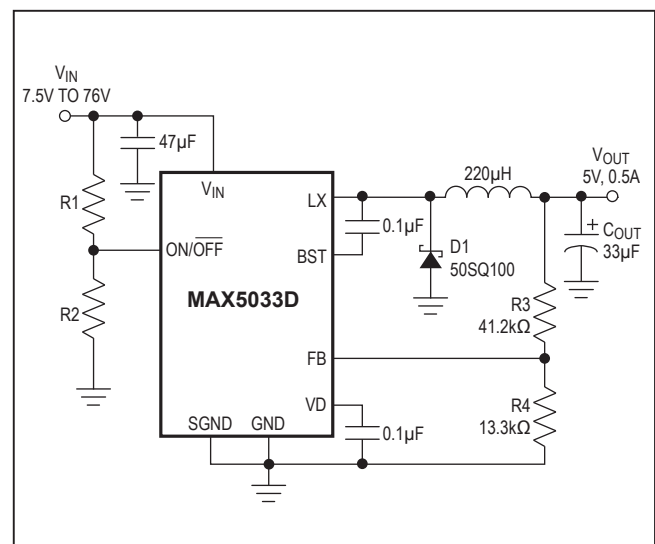 VIN
7.5V TO 76V
47µF
VIN
R1
ON/OFF
R2
MAX5033D
LX
0.1µF
BST
D1
50SQ100
220µH
VOUT
5V, 0.5A
COUT
33µF
+
R3
41.2kΩ
FB
R4
13.3kΩ
VD
0.1µF
SGND
GND